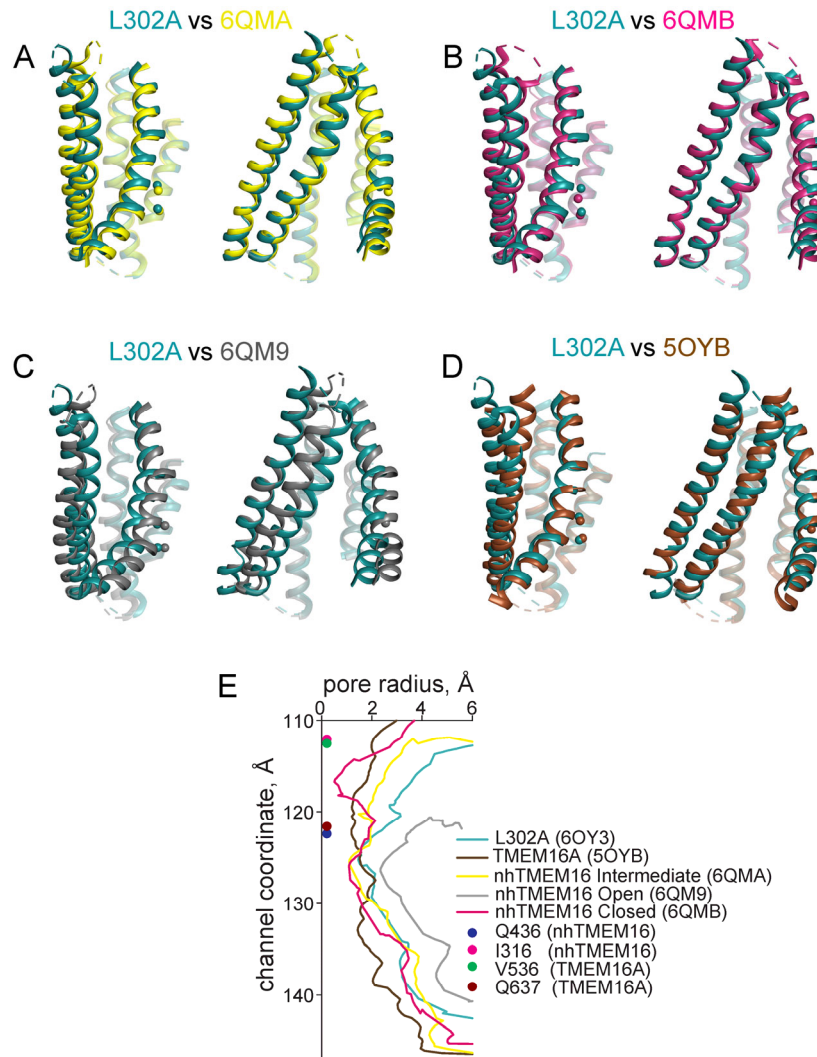 L302A vs 6QMA
L302A vs 6QMB
A
B
L302A vs 6QM9
L302A vs 5OYB
C
D
E
pore radius, Å
0 2 4 6
110
120
130
140
channel coordinate, Å
L302A (6OY3)
TMEM16A (5OYB)
nhTMEM16 Intermediate (6QMA)
nhTMEM16 Open (6QM9)
nhTMEM16 Closed (6QMB)
Q436 (nhTMEM16)
I316 (nhTMEM16)
V536 (TMEM16A)
Q637 (TMEM16A)